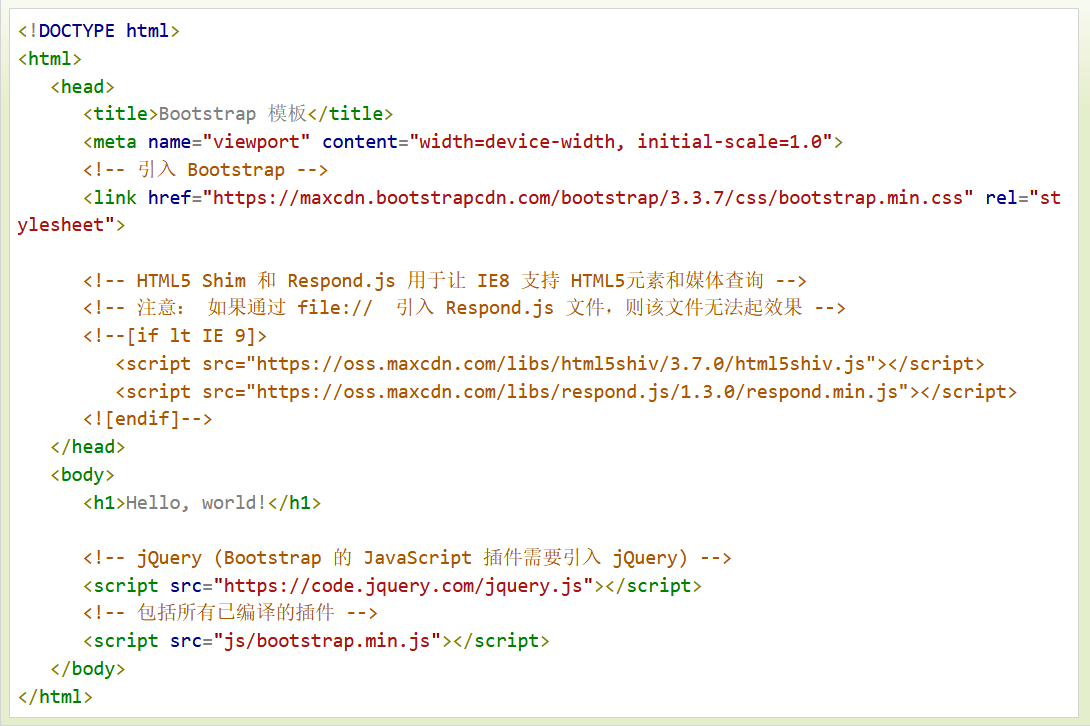 <!DOCTYPE html>
<html>
   <head>
      <title>Bootstrap 模板</title>
      <meta name="viewport" content="width=device-width, initial-scale=1.0">
      <!-- 引入 Bootstrap -->
      <link href="https://maxcdn.bootstrapcdn.com/bootstrap/3.3.7/css/bootstrap.min.css" rel="st
ylesheet">

      <!-- HTML5 Shim 和 Respond.js 用于让 IE8 支持 HTML5元素和媒体查询 -->
      <!-- 注意： 如果通过 file://  引入 Respond.js 文件，则该文件无法起效果 -->
      <!--[if lt IE 9]>
         <script src="https://oss.maxcdn.com/libs/html5shiv/3.7.0/html5shiv.js"></script>
         <script src="https://oss.maxcdn.com/libs/respond.js/1.3.0/respond.min.js"></script>
      <![endif]-->
   </head>
   <body>
      <h1>Hello, world!</h1>

      <!-- jQuery (Bootstrap 的 JavaScript 插件需要引入 jQuery) -->
      <script src="https://code.jquery.com/jquery.js"></script>
      <!-- 包括所有已编译的插件 -->
      <script src="js/bootstrap.min.js"></script>
   </body>
</html>